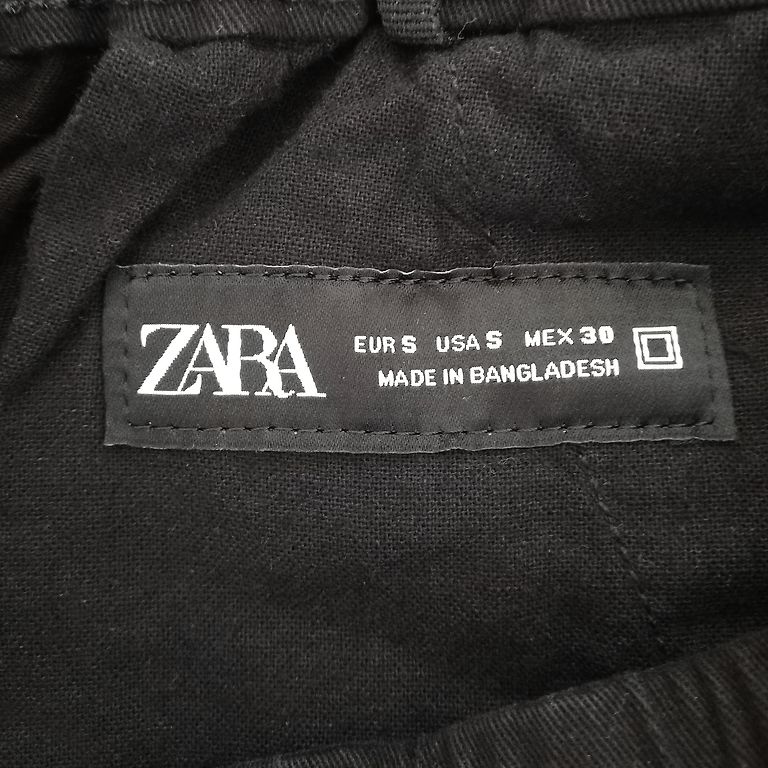 ZARA
EUR S USA S MEX 30
MADE IN BANGLADESH